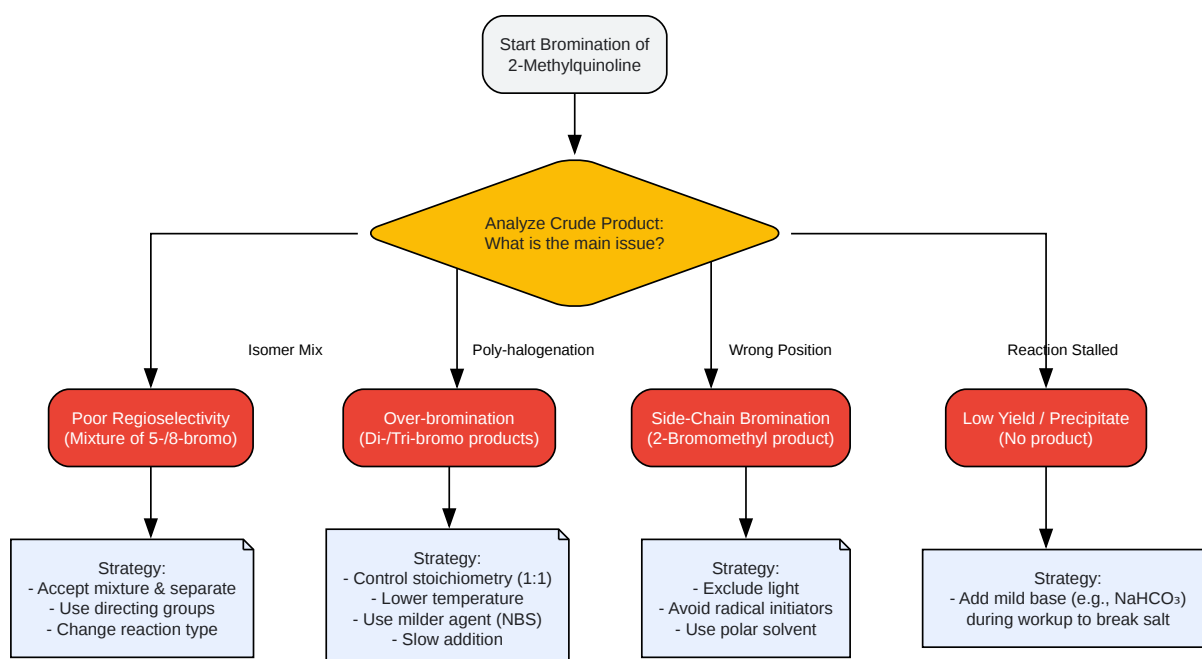 Start Bromination of
2-Methylquinoline
Analyze Crude Product:
What is the main issue?
Isomer Mix
Poly-halogenation
Wrong Position
Reaction Stalled
Poor Regioselectivity
(Mixture of 5-/8-bromo)
Over-bromination
(Di-/Tri-bromo products)
Side-Chain Bromination
(2-Bromomethyl product)
Low Yield / Precipitate
(No product)
Strategy:
- Accept mixture & separate
- Use directing groups
- Change reaction type
Strategy:
- Control stoichiometry (1:1)
- Lower temperature
- Use milder agent (NBS)
- Slow addition
Strategy:
- Exclude light
- Avoid radical initiators
- Use polar solvent
Strategy:
- Add mild base (e.g., NaHCO₃)
during workup to break salt